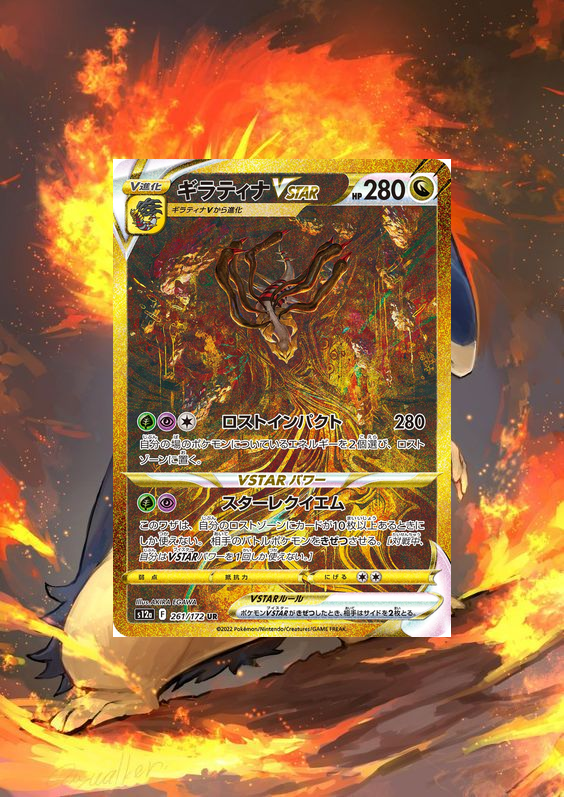 V進化
ギラティナVSTAR
HP 280
ギラティナVから進化
ロストインパクト 280
自分の場のポケモンについているエネルギーを2個選び、ロスト
ゾーンに置く。
VSTARパワー
スターレクイエム
このワザは、自分のロストゾーンにカードが10枚以上あるときに
しか使えない。相手のバトルポケモンをきぜつさせる。[対戦中、
自分はVSTARパワーを1回しか使えない。]
弱点 抵抗力 にげる
Illus. AKIRA EGAWA
VSTARルール
ポケモンVSTARがきぜつしたとき、相手はサイドを2枚とる。
s12a F 261/172 UR
©2022 Pokémon/Nintendo/Creatures/GAME FREAK.